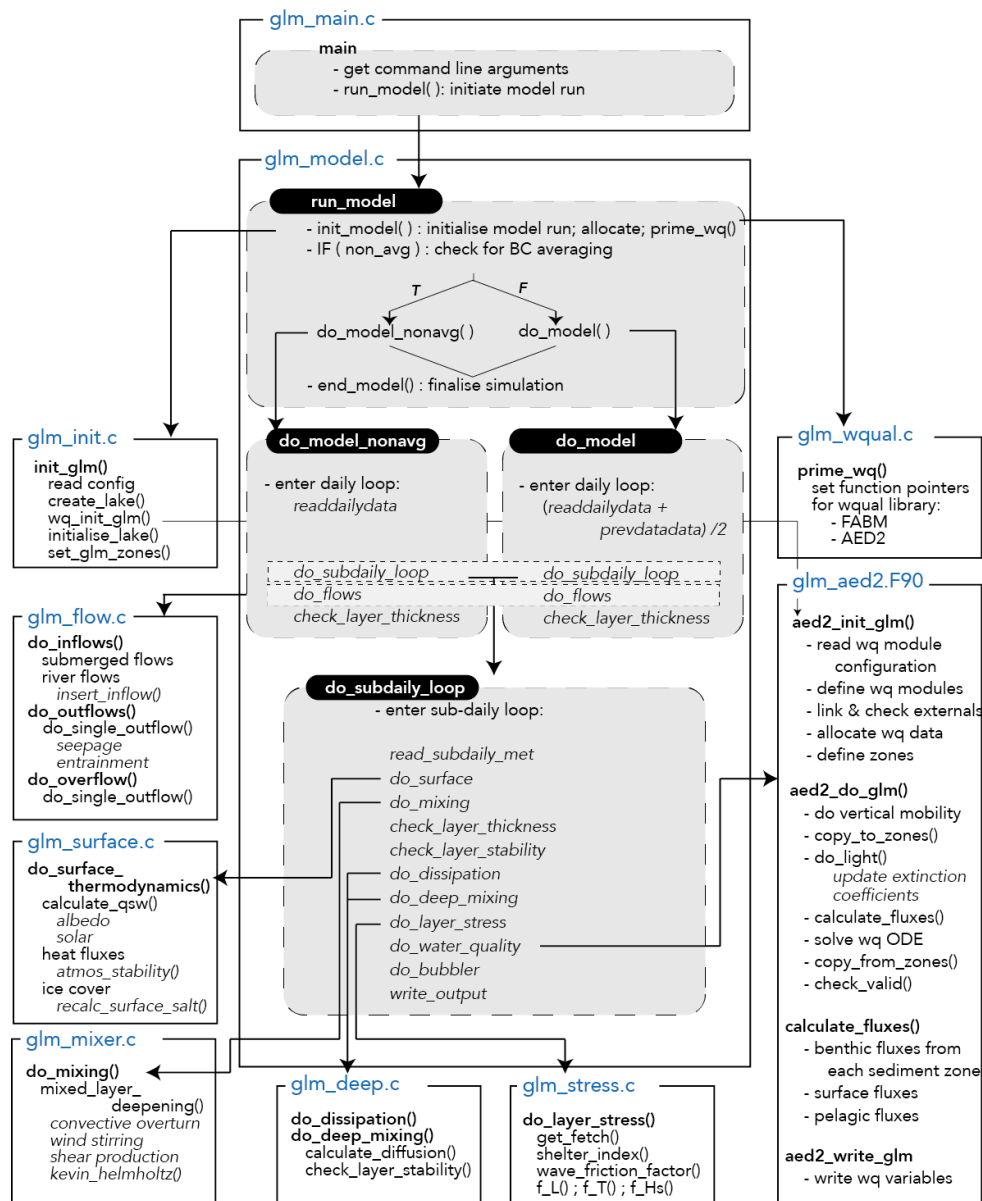 glm_main.c
main
- get command line arguments
- run_model( ): initiate model run
glm_model.c
run_model
- init_model( ) : initialise model run; allocate; prime_wq()
- IF ( non_avg ) : check for BC averaging
T
F
do_model_nonavg( )
do_model( )
- end_model() : finalise simulation
glm_init.c
init_glm()
read config
create_lake()
wq_init_glm()
initialise_lake()
set_glm_zones()
do_model_nonavg
- enter daily loop:
readdailydata
do_subdaily_loop
do_flows
check_layer_thickness
do_model
- enter daily loop:
(readdailydata +
prevdatadata) /2
do_subdaily_loop
do_flows
check_layer_thickness
glm_wqual.c
prime_wq()
set function pointers
for wqual library:
- FABM
- AED2
glm_flow.c
do_inflows()
submerged flows
river flows
insert_inflow()
do_outflows()
do_single_outflow()
seepage
entrainment
do_overflow()
do_single_outflow()
do_subdaily_loop
- enter sub-daily loop:
read_subdaily_met
do_surface
do_mixing
check_layer_thickness
check_layer_stability
do_dissipation
do_deep_mixing
do_layer_stress
do_water_quality
do_bubbler
write_output
glm_aed2.F90
aed2_init_glm()
- read wq module
configuration
- define wq modules
- link & check externals
- allocate wq data
- define zones
aed2_do_glm()
- do vertical mobility
- copy_to_zones()
- do_light()
update extinction
coefficients
- calculate_fluxes()
- solve wq ODE
- copy_from_zones()
- check_valid()
calculate_fluxes()
- benthic fluxes from
each sediment zone
- surface fluxes
- pelagic fluxes
aed2_write_glm
- write wq variables
glm_surface.c
do_surface_
thermodynamics()
calculate_qsw()
albedo
solar
heat fluxes
atmos_stability()
ice cover
recalc_surface_salt()
glm_mixer.c
do_mixing()
mixed_layer_
deepening()
convective overturn
wind stirring
shear production
kevin_helmholtz()
glm_deep.c
do_dissipation()
do_deep_mixing()
calculate_diffusion()
check_layer_stability()
glm_stress.c
do_layer_stress()
get_fetch()
shelter_index()
wave_friction_factor()
f_L() ; f_T() ; f_Hs()